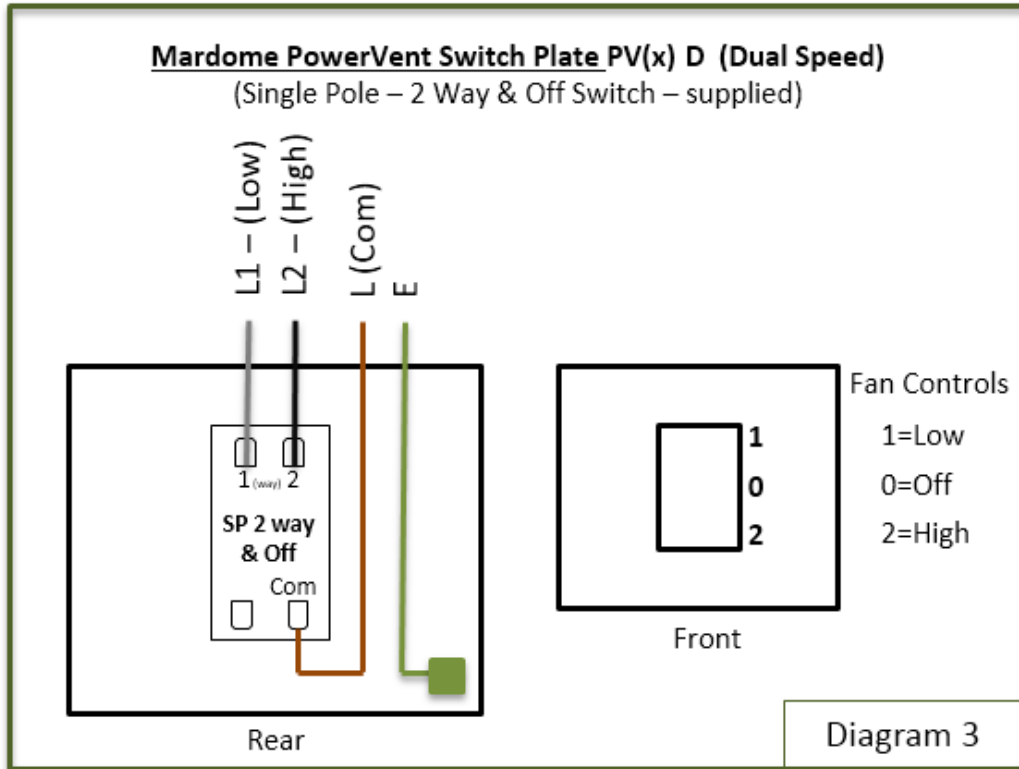 Mardome PowerVent Switch Plate PV(x) D (Dual Speed)
(Single Pole – 2 Way & Off Switch – supplied)
L1 – (Low)
L2 – (High)
L (Com)
E
1 (way) 2
SP 2 way
& Off
Com
Rear
1
0
2
Front
Fan Controls
1=Low
0=Off
2=High
Diagram 3